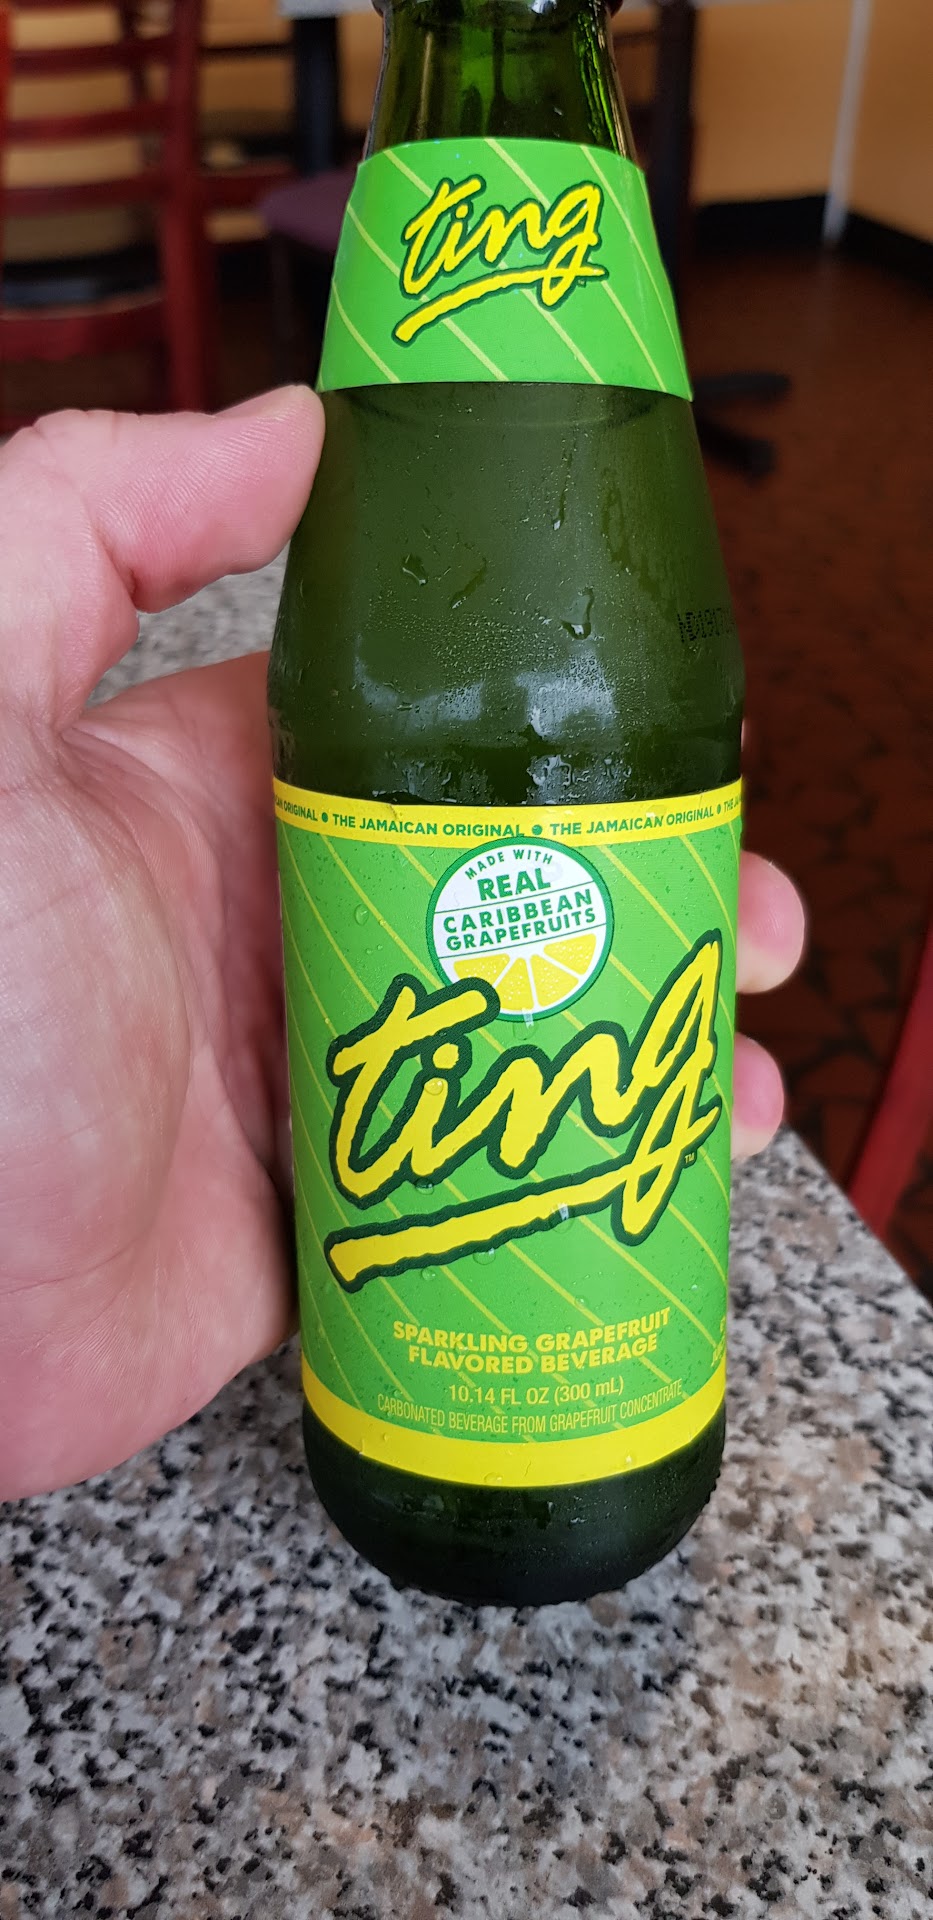 ting
ORIGINAL • THE JAMAICAN ORIGINAL • THE JAMAICAN ORIGINAL • THE
MADE WITH
REAL
CARIBBEAN
GRAPEFRUITS
ting
TM
SPARKLING GRAPEFRUIT
FLAVORED BEVERAGE
10.14 FL OZ (300 mL)
CARBONATED BEVERAGE FROM GRAPEFRUIT CONCENTRATE